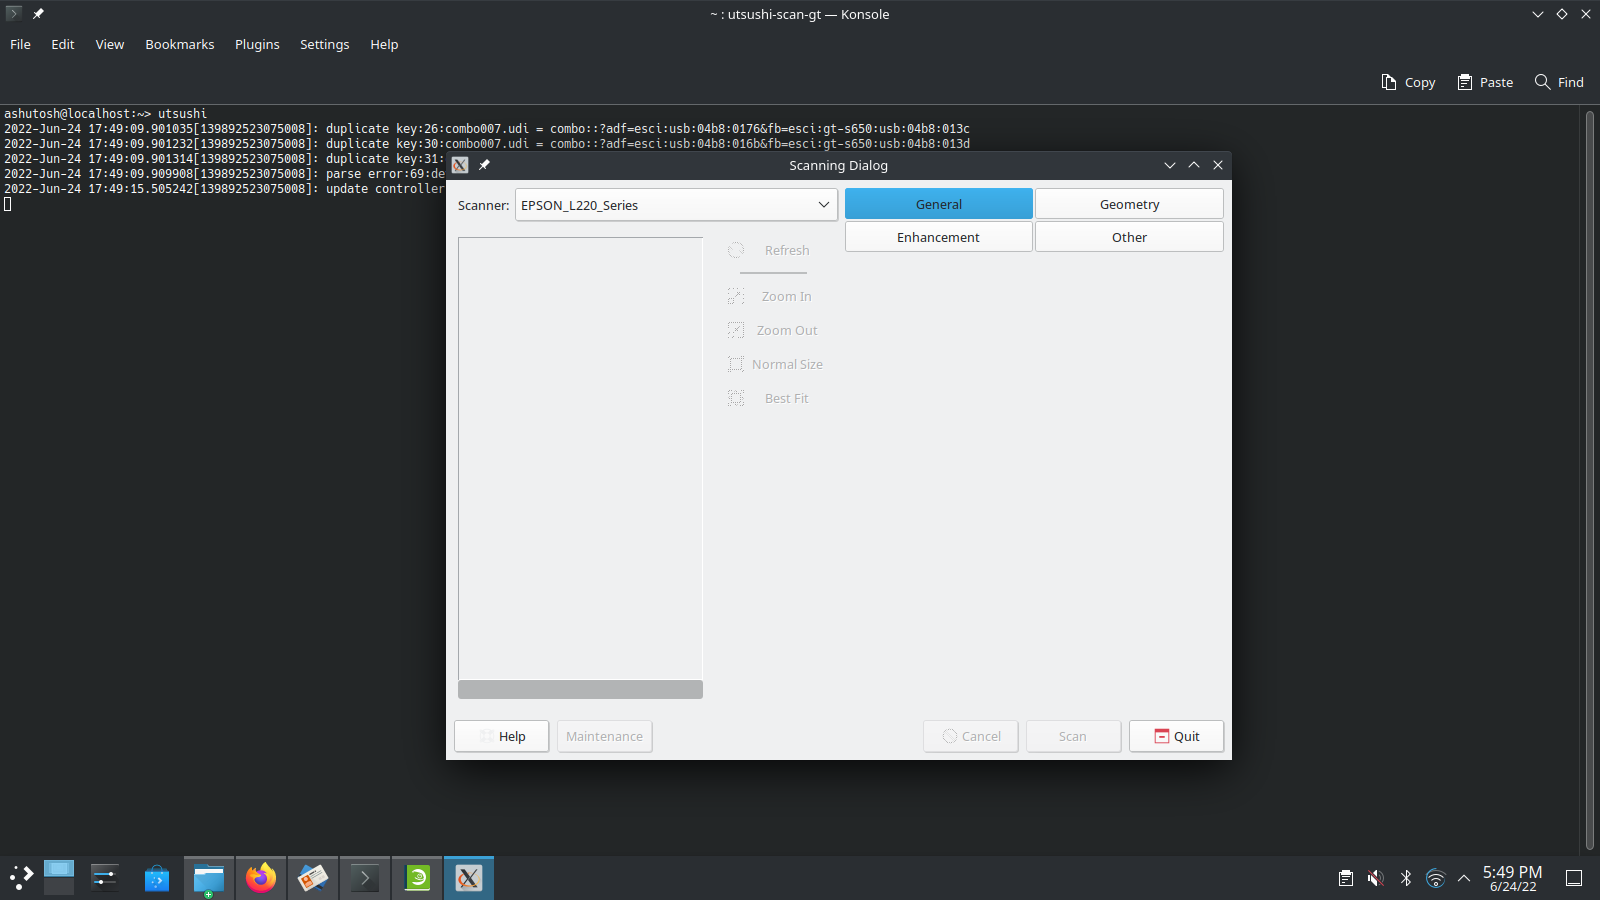 ~ : utsushi-scan-gt — Konsole
File Edit View Bookmarks Plugins Settings Help
Copy Paste Find
ashutosh@localhost:~> utsushi
2022-Jun-24 17:49:09.901035[139892523075008]: duplicate key:26:combo007.udi = combo::?adf=esci:usb:04b8:0176&fb=esci:gt-s650:usb:04b8:013c
2022-Jun-24 17:49:09.901232[139892523075008]: duplicate key:30:combo007.udi = combo::?adf=esci:usb:04b8:016b&fb=esci:gt-s650:usb:04b8:013d
2022-Jun-24 17:49:09.901314[139892523075008]: duplicate key:31:
2022-Jun-24 17:49:09.909908[139892523075008]: parse error:69:de
2022-Jun-24 17:49:15.505242[139892523075008]: update controller
Scanning Dialog
Scanner: EPSON_L220_Series
General Geometry
Enhancement Other
Refresh
Zoom In
Zoom Out
Normal Size
Best Fit
Help Maintenance Cancel Scan Quit
5:49 PM
6/24/22